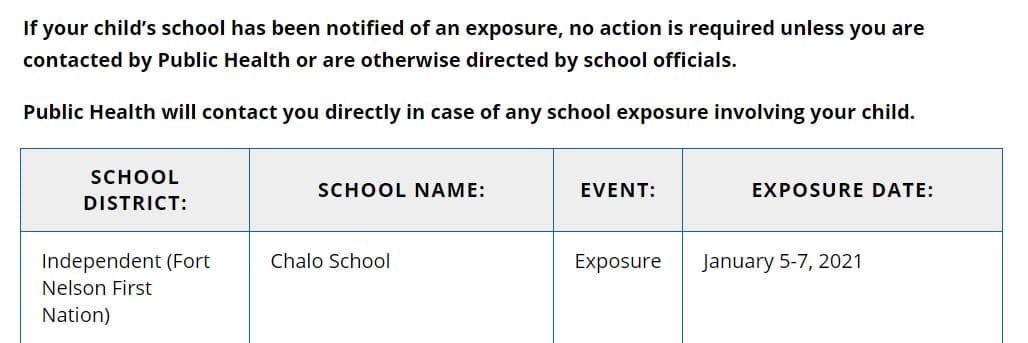 If your child's school has been notified of an exposure, no action is required unless you are
contacted by Public Health or are otherwise directed by school officials.
Public Health will contact you directly in case of any school exposure involving your child.
SCHOOL
DISTRICT:
SCHOOL NAME:
EVENT:
EXPOSURE DATE:
Independent (Fort
Nelson First
Nation)
Chalo School
Exposure
January 5-7, 2021